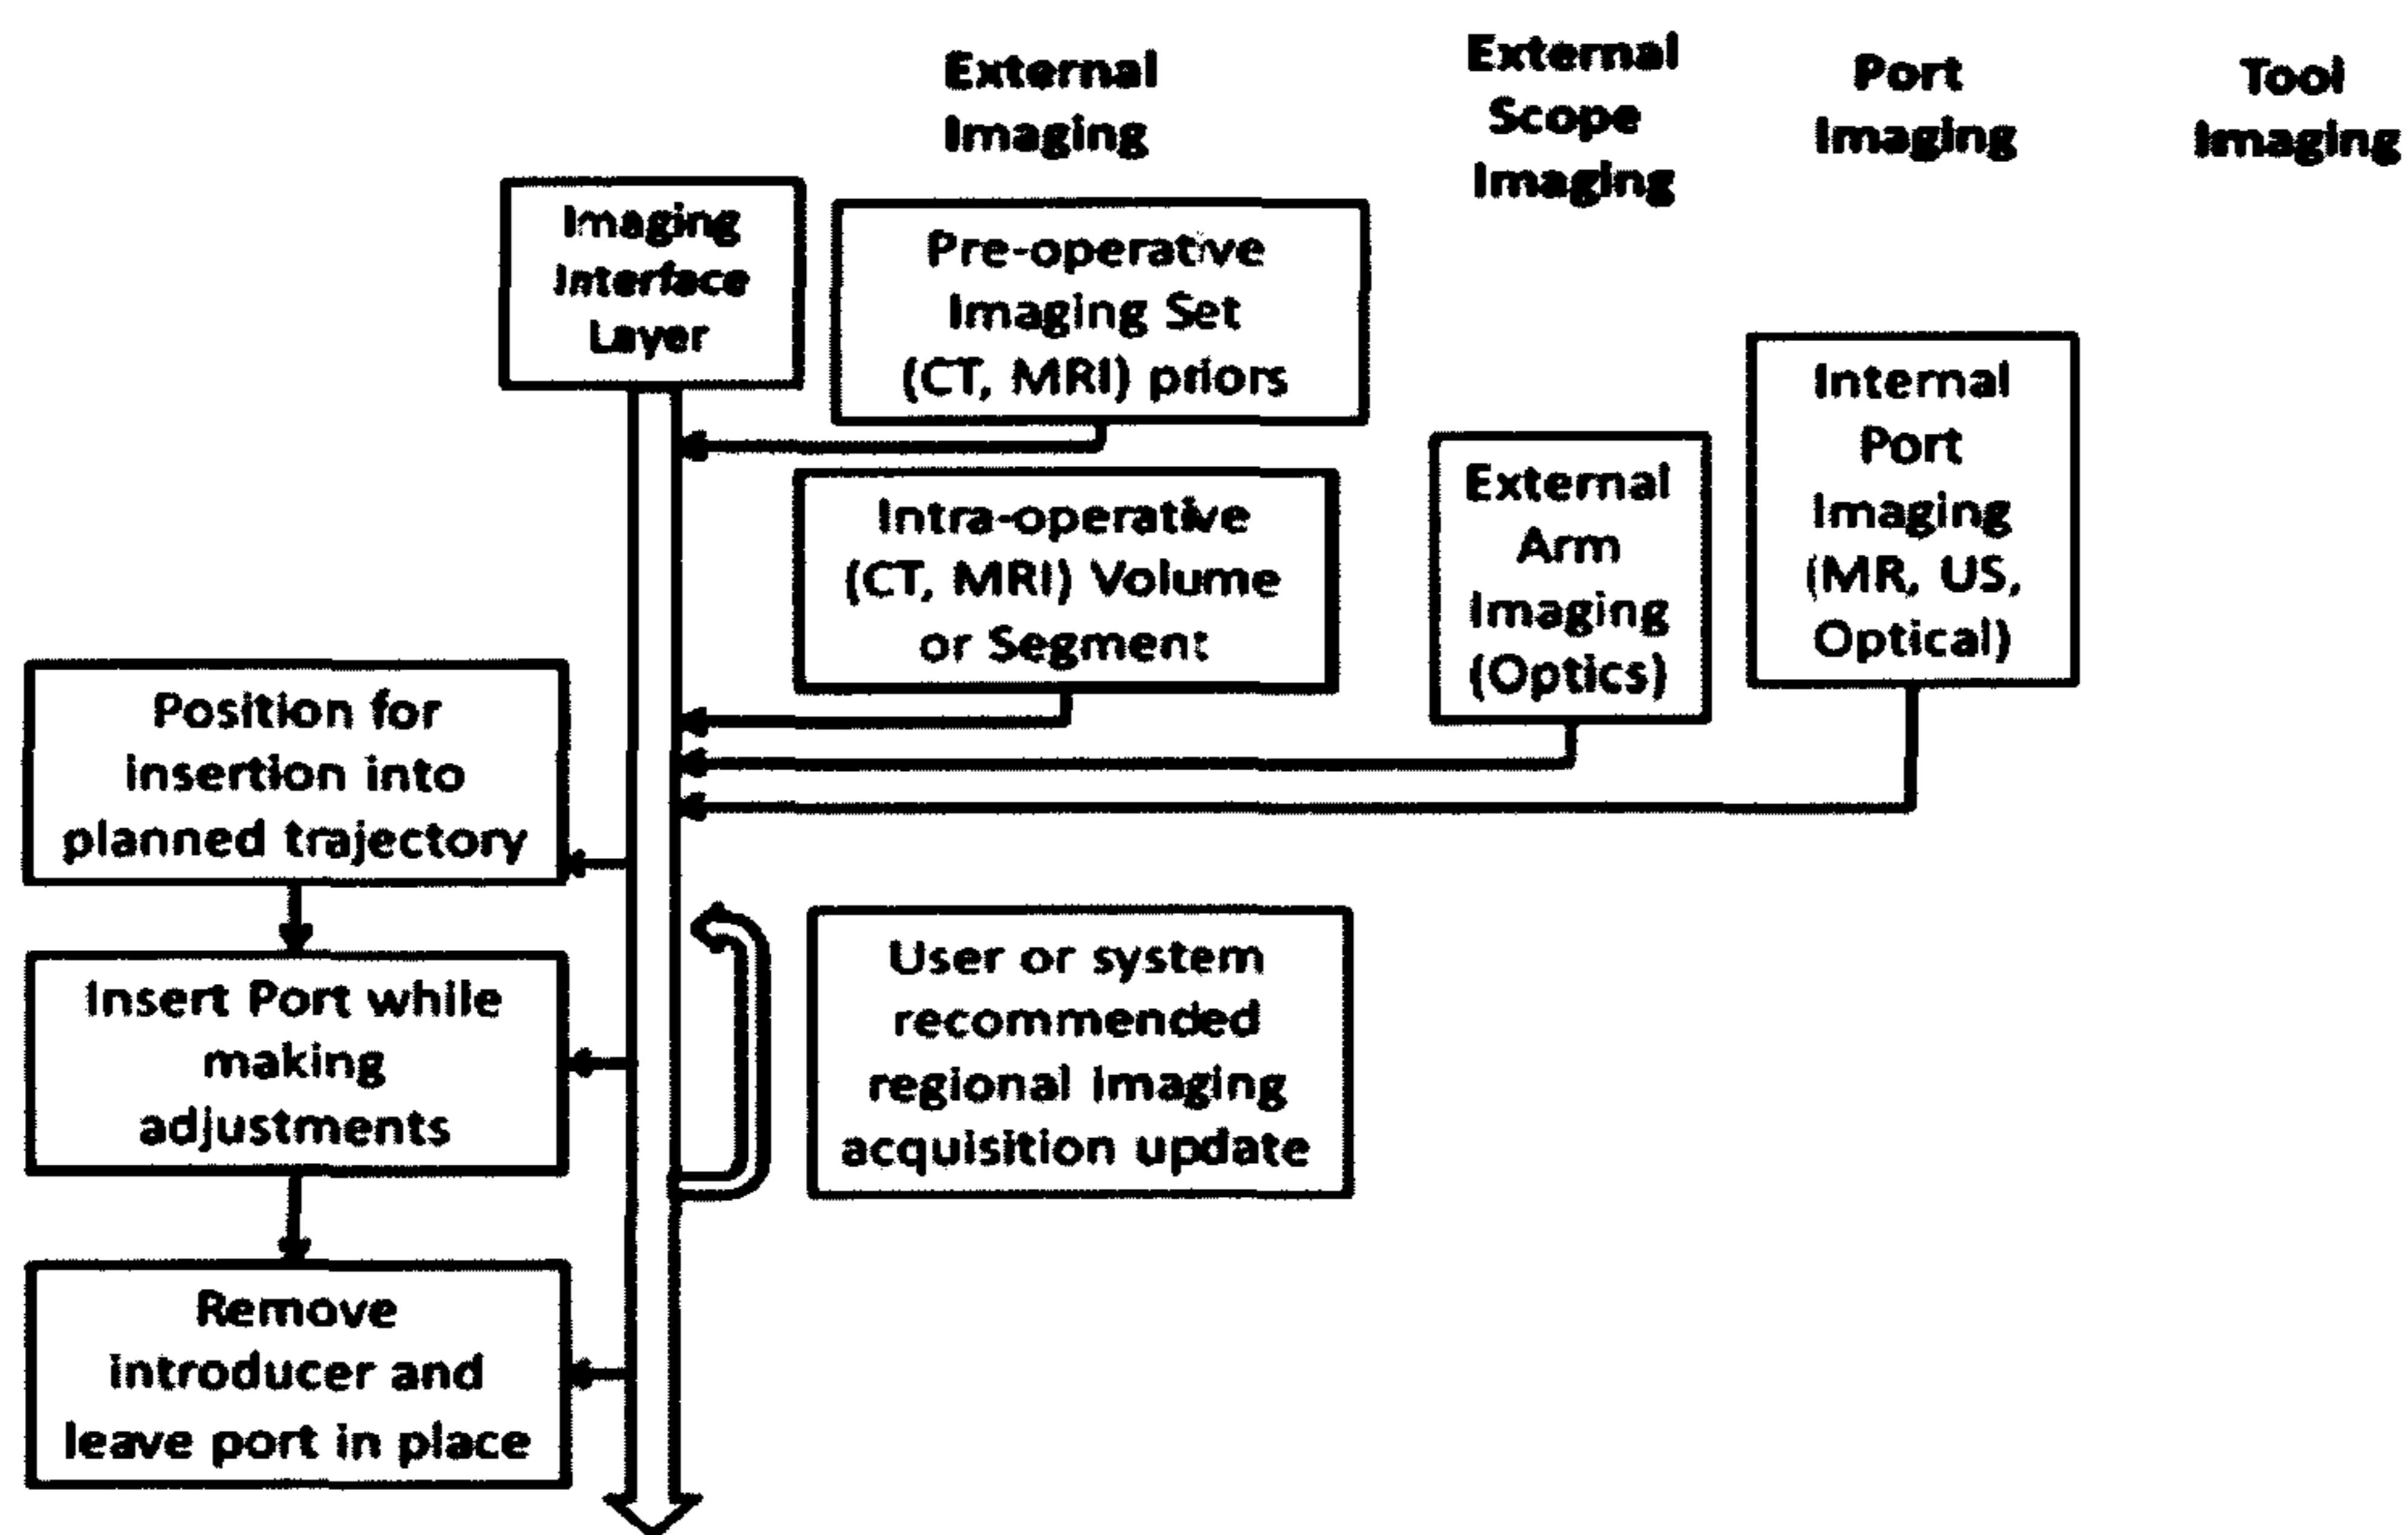 External
Imaging
External
Scope
Imaging
Port
Imaging
Tool
Imaging
Imaging
Interface
Layer
Pre-operative
Imaging Set
(CT, MRI) priors
Intra-operative
(CT, MRI) Volume
or Segment
External
Arm
Imaging
(Optics)
Internal
Port
Imaging
(MR, US,
Optical)
Position for
insertion into
planned trajectory
Insert Port while
making
adjustments
User or system
recommended
regional imaging
acquisition update
Remove
introducer and
leave port in place